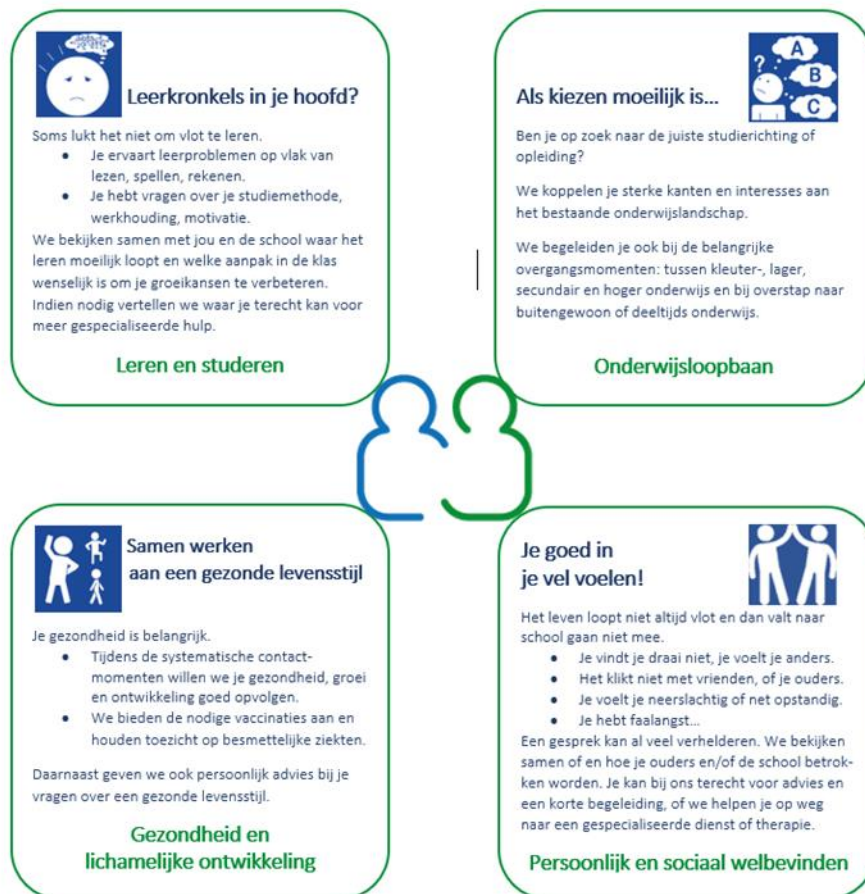 Leerkronkels in je hoofd?
Soms lukt het niet om vlot te leren.
• Je ervaart leerproblemen op vlak van
lezen, spellen, rekenen.
• Je hebt vragen over je studiemethode,
werkhouding, motivatie.
We bekijken samen met jou en de school waar het
leren moeilijk loopt en welke aanpak in de klas
wenselijk is om je groeikansen te verbeteren.
Indien nodig vertellen we waar je terecht kan voor
meer gespecialiseerde hulp.
Leren en studeren
A
B
C
?
Als kiezen moeilijk is...
Ben je op zoek naar de juiste studierichting of
opleiding?
We koppelen je sterke kanten en interesses aan
het bestaande onderwijslandschap.
We begeleiden je ook bij de belangrijke
overgangsmomenten: tussen kleuter-, lager,
secundair en hoger onderwijs en bij overstap naar
buitengewoon of deeltijds onderwijs.
Onderwijsloopbaan
Samen werken
aan een gezonde levensstijl
Je gezondheid is belangrijk.
• Tijdens de systematische contact-
momenten willen we je gezondheid, groei
en ontwikkeling goed opvolgen.
• We bieden de nodige vaccinaties aan en
houden toezicht op besmettelijke ziekten.
Daarnaast geven we ook persoonlijk advies bij je
vragen over een gezonde levensstijl.
Gezondheid en
lichamelijke ontwikkeling
Je goed in
je vel voelen!
Het leven loopt niet altijd vlot en dan valt naar
school gaan niet mee.
• Je vindt je draai niet, je voelt je anders.
• Het klikt niet met vrienden, of je ouders.
• Je voelt je neerslachtig of net opstandig.
• Je hebt faalangst...
Een gesprek kan al veel verhelderen. We bekijken
samen of en hoe je ouders en/of de school betrok-
ken worden. Je kan bij ons terecht voor advies en
een korte begeleiding, of we helpen je op weg
naar een gespecialiseerde dienst of therapie.
Persoonlijk en sociaal welbevinden